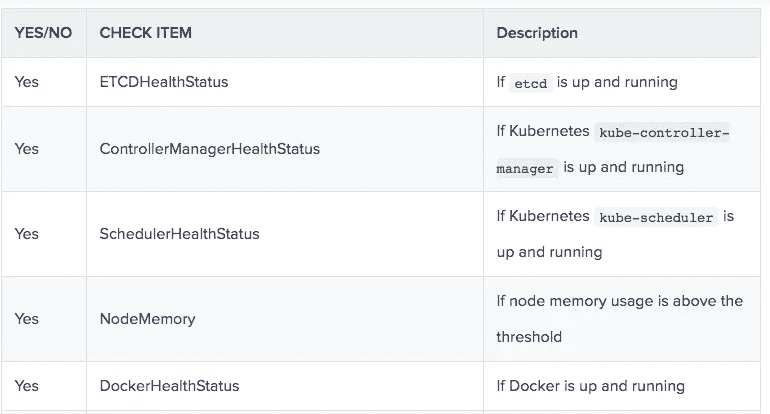 YES/NO CHECK ITEM Description
Yes ETCDHealthStatus If etcd is up and running
If Kubernetes kube-controller-
Yes ControllerManagerHealthStatus
manager is up and running
If Kubernetes kube-scheduler is
Yes SchedulerHealthStatus
up and running
If node memory usage is above the
Yes NodeMemory
threshold
Yes DockerHealthStatus If Docker is up and running